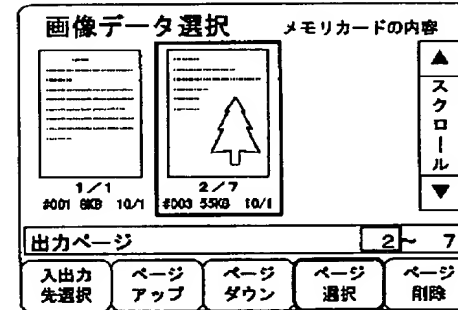 画像データ選択 メモリカードの内容
▲
スクロール
▼
1/1
#001 8KB 10/1
2/7
#003 55KB 10/1
出力ページ 2~ 7
入出力先選択
ページアップ
ページダウン
ページ選択
ページ削除